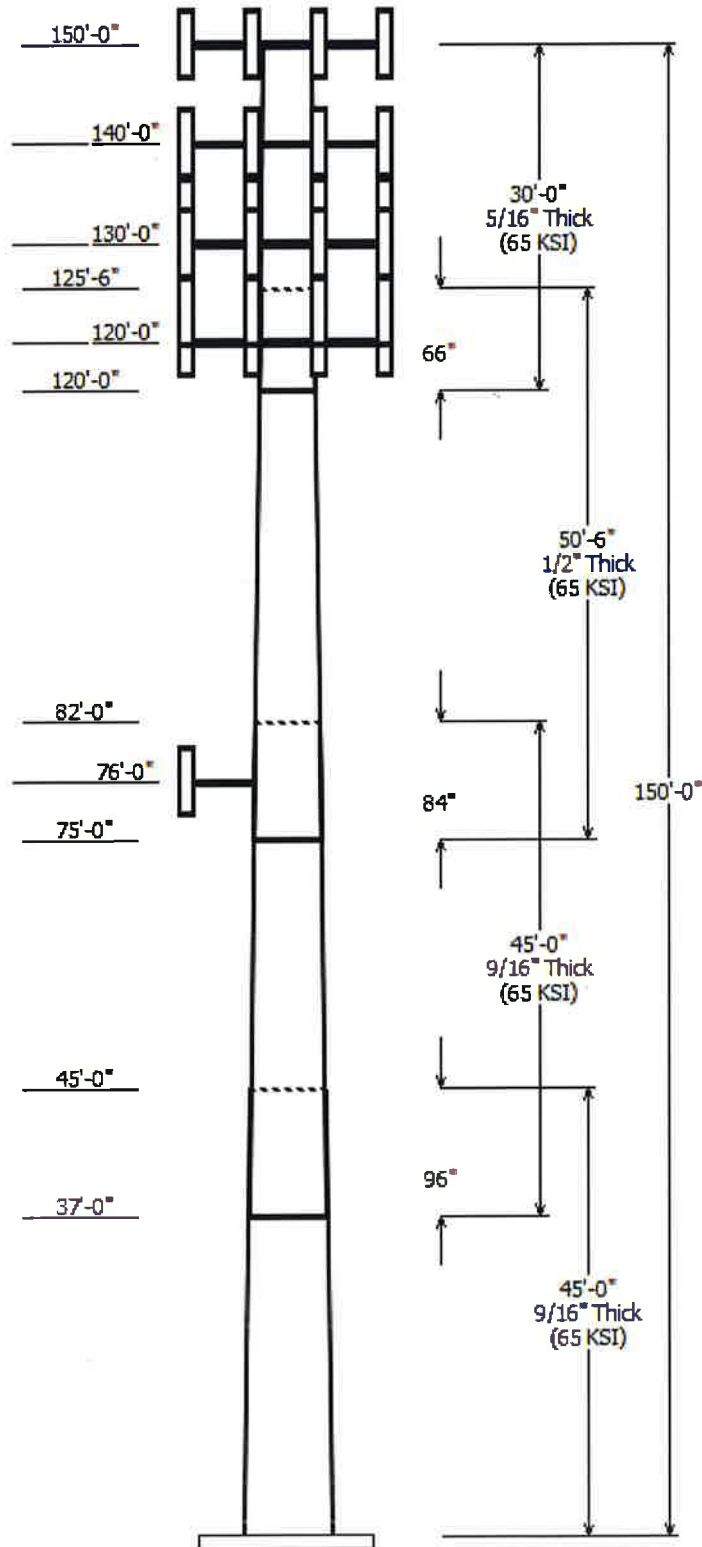 150'-0"
140'-0"
130'-0"
125'-6"
120'-0"
120'-0"
82'-0"
76'-0"
75'-0"
45'-0"
37'-0"
66"
84"
96"
30'-0"
5/16" Thick
(65 KSI)
50'-6"
1/2" Thick
(65 KSI)
45'-0"
9/16" Thick
(65 KSI)
45'-0"
9/16" Thick
(65 KSI)
150'-0"